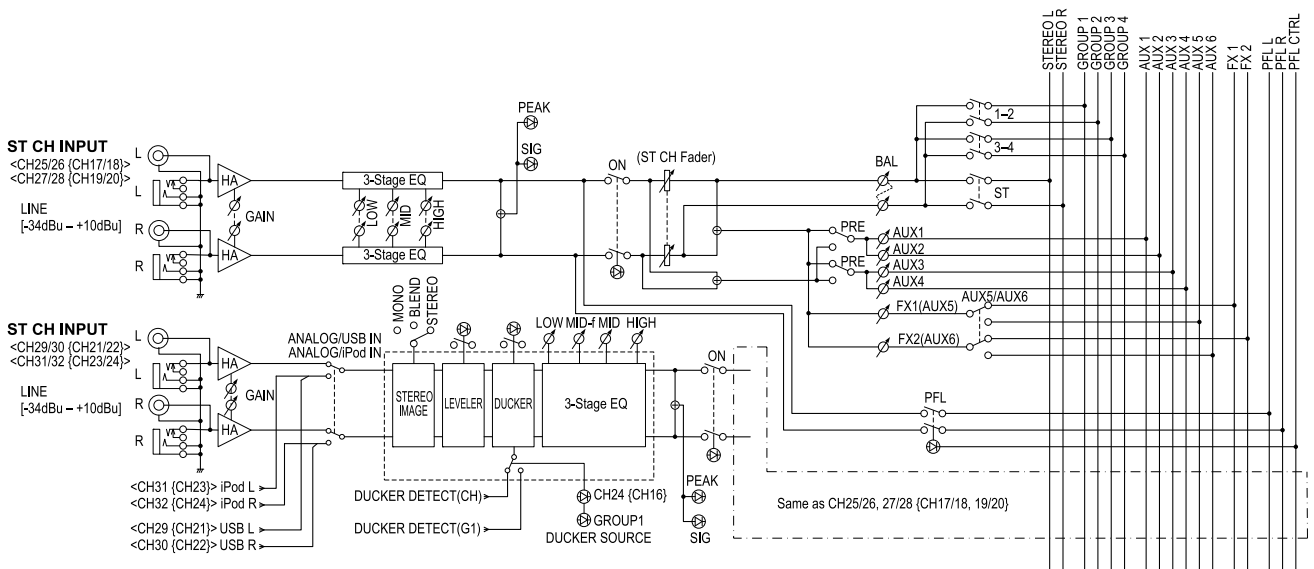 STEREO L
STEREO R
GROUP 1
GROUP 2
GROUP 3
GROUP 4
AUX 1
AUX 2
AUX 3
AUX 4
AUX 5
AUX 6
FX 1
FX 2
PFL L
PFL R
PFL CTRL
ST CH INPUT
<CH25/26 {CH17/18}>
<CH27/28 {CH19/20}>
LINE
[-34dBu – +10dBu]
L
L
R
R
HA
HA
GAIN
3-Stage EQ
LOW
MID
HIGH
3-Stage EQ
PEAK
SIG
ON
(ST CH Fader)
BAL
1–2
3–4
ST
PRE
PRE
AUX1
AUX2
AUX3
AUX4
FX1(AUX5)
AUX5/AUX6
FX2(AUX6)
PFL
ST CH INPUT
<CH29/30 {CH21/22}>
<CH31/32 {CH23/24}>
LINE
[-34dBu – +10dBu]
L
L
R
R
HA
HA
GAIN
ANALOG/USB IN
ANALOG/iPod IN
MONO
BLEND
STEREO
LOW MID-f MID HIGH
STEREO
IMAGE
LEVELER
DUCKER
3-Stage EQ
ON
<CH31 {CH23}> iPod L
<CH32 {CH24}> iPod R
<CH29 {CH21}> USB L
<CH30 {CH22}> USB R
DUCKER DETECT(CH)
DUCKER DETECT(G1)
CH24 {CH16}
GROUP1
DUCKER SOURCE
PEAK
SIG
Same as CH25/26, 27/28 {CH17/18, 19/20}